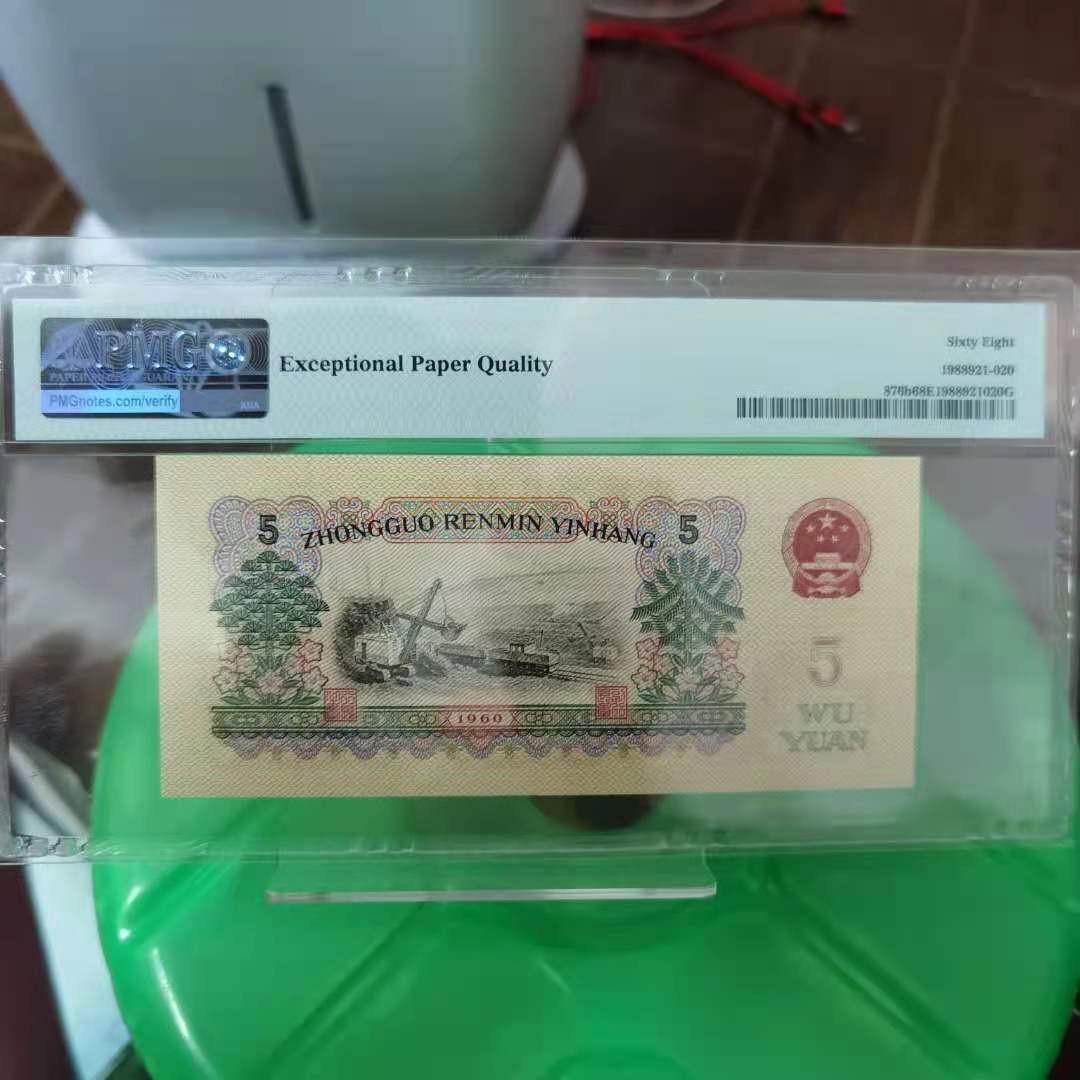 PMG
PMGnotes.com/verify
Exceptional Paper Quality
Sixty Eight
1988921-020
876b68E1988921020G
5 ZHONGGUO RENMIN YINHANG 5
1960
5
WU
YUAN